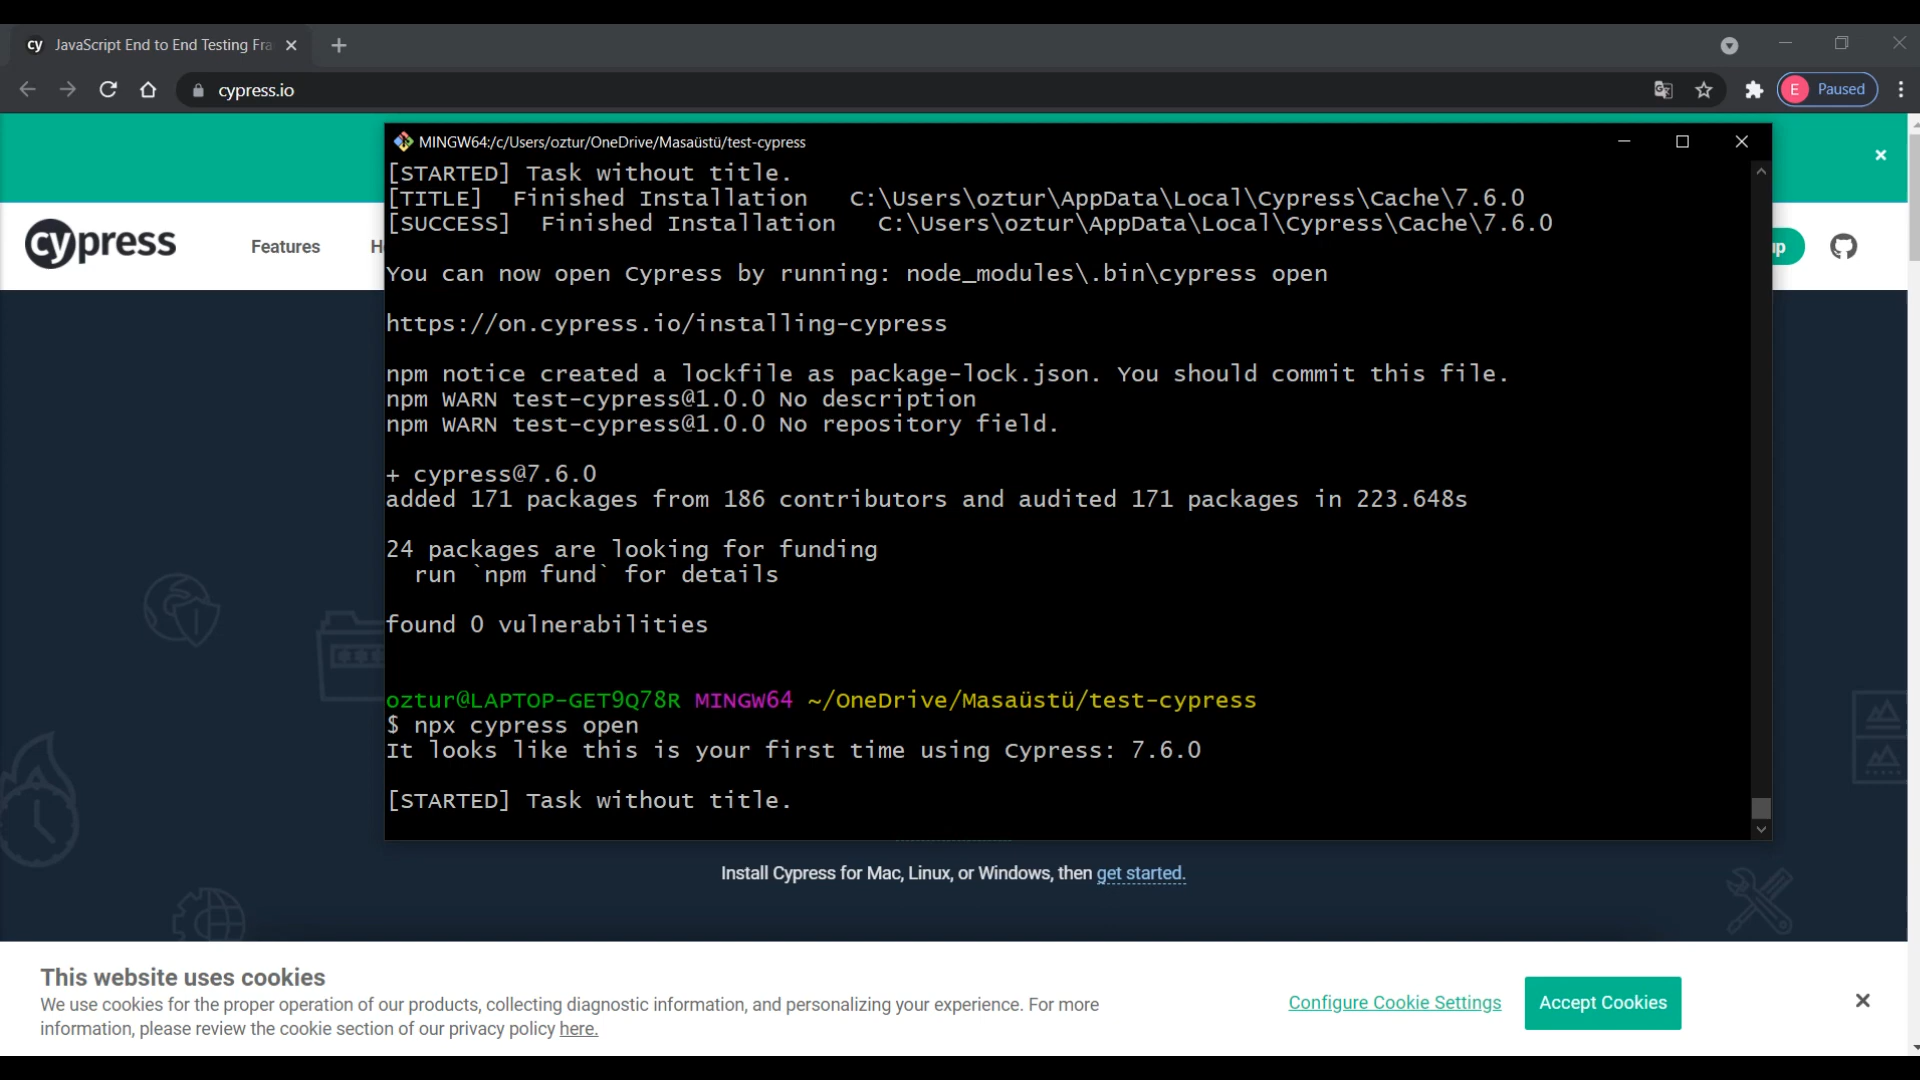 cy JavaScript End to End Testing Fra
cypress.io
E Paused
MINGW64:/c/Users/oztur/OneDrive/Masaüstü/test-cypress
[STARTED] Task without title.
[TITLE]  Finished Installation   C:\Users\oztur\AppData\Local\Cypress\Cache\7.6.0
[SUCCESS]  Finished Installation   C:\Users\oztur\AppData\Local\Cypress\Cache\7.6.0
cypress
Features
H
up
You can now open Cypress by running: node_modules\.bin\cypress open
https://on.cypress.io/installing-cypress
npm notice created a lockfile as package-lock.json. You should commit this file.
npm WARN test-cypress@1.0.0 No description
npm WARN test-cypress@1.0.0 No repository field.
+ cypress@7.6.0
added 171 packages from 186 contributors and audited 171 packages in 223.648s
24 packages are looking for funding
  run `npm fund` for details
found 0 vulnerabilities
oztur@LAPTOP-GET9Q78R MINGW64 ~/OneDrive/Masaüstü/test-cypress
$ npx cypress open
It looks like this is your first time using Cypress: 7.6.0
[STARTED] Task without title.
Install Cypress for Mac, Linux, or Windows, then get started.
This website uses cookies
We use cookies for the proper operation of our products, collecting diagnostic information, and personalizing your experience. For more
information, please review the cookie section of our privacy policy here.
Configure Cookie Settings
Accept Cookies